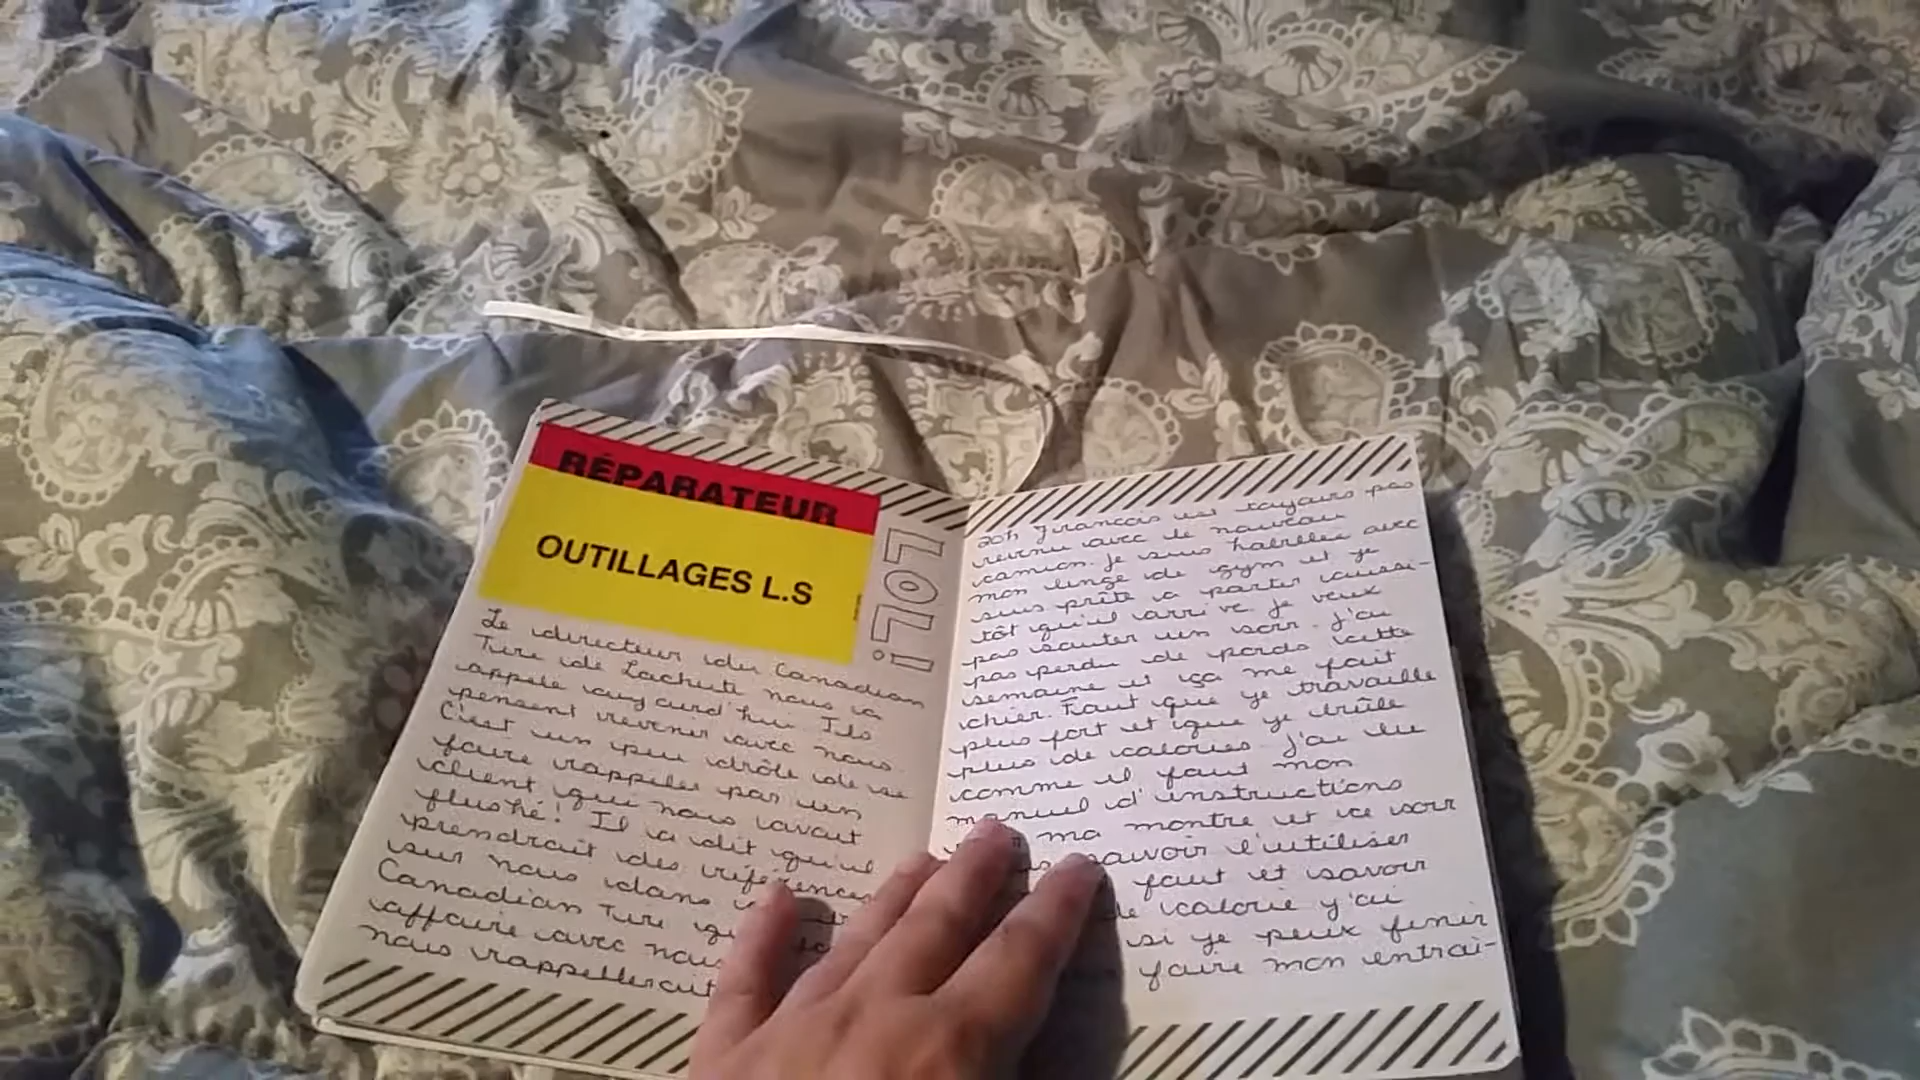 RÉPARATEUR
OUTILLAGES L.S
LOL!
Le directeur du Canadian
Tire de Lachute nous a
appelé aujourd'hui. Ils
pensent revenir avec nous.
C'est un peu drôle de se
faire rappeler par un
client qui nous avait
flushé! Il a dit qu'il
prendrait des références
sur nous dans
Canadian Tire
affaire avec nous
nous rappellerait
20h François est toujours pas
revenu avec le nouveau
camion. Je suis habillée avec
mon linge de gym et je
suis prête à partir aussi-
tôt qu'il arrive. Je veux
pas sauter un soir. J'ai
pas perdu de poids cette
semaine et ça me fait
chier. Faut que je travaille
plus fort et que je brûle
plus de calories. J'ai lu
comme il faut mon
manuel d'instructions
ma montre et ce soir
savoir l'utiliser
faut et savoir
de calorie j'ai
si je peux finir
faire mon entraî-